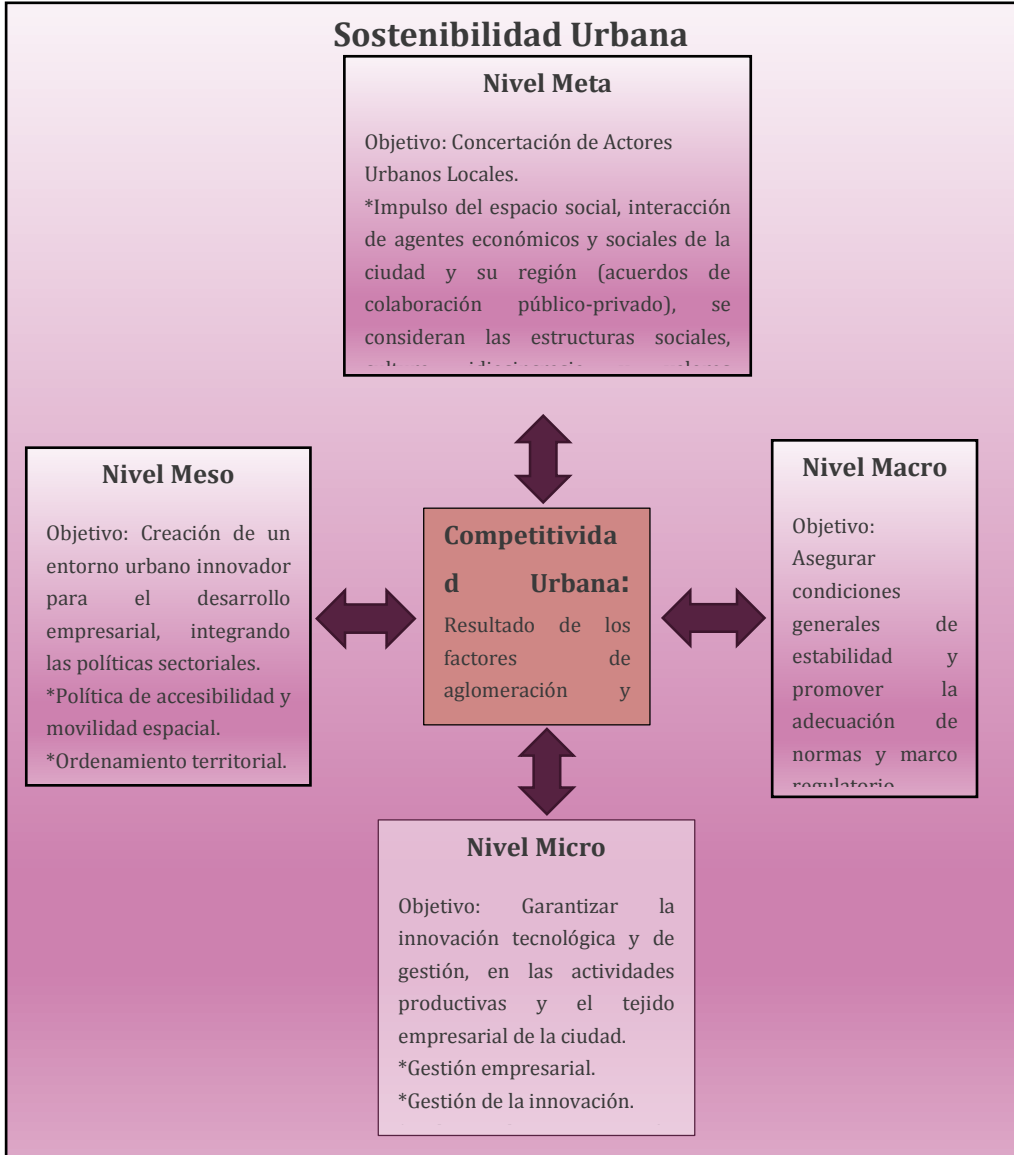 Sostenibilidad Urbana
Nivel Meta
Objetivo: Concertación de Actores
Urbanos Locales.
*Impulso del espacio social, interacción
de agentes económicos y sociales de la
ciudad y su región (acuerdos de
colaboración público-privado), se
consideran las estructuras sociales,
Nivel Meso
Objetivo: Creación de un
entorno urbano innovador
para el desarrollo
empresarial, integrando
las políticas sectoriales.
*Política de accesibilidad y
movilidad espacial.
*Ordenamiento territorial.
Competitivida
d Urbana:
Resultado de los
factores de
aglomeración y
Nivel Macro
Objetivo:
Asegurar
condiciones
generales de
estabilidad y
promover la
adecuación de
normas y marco
regulatorio
Nivel Micro
Objetivo: Garantizar la
innovación tecnológica y de
gestión, en las actividades
productivas y el tejido
empresarial de la ciudad.
*Gestión empresarial.
*Gestión de la innovación.